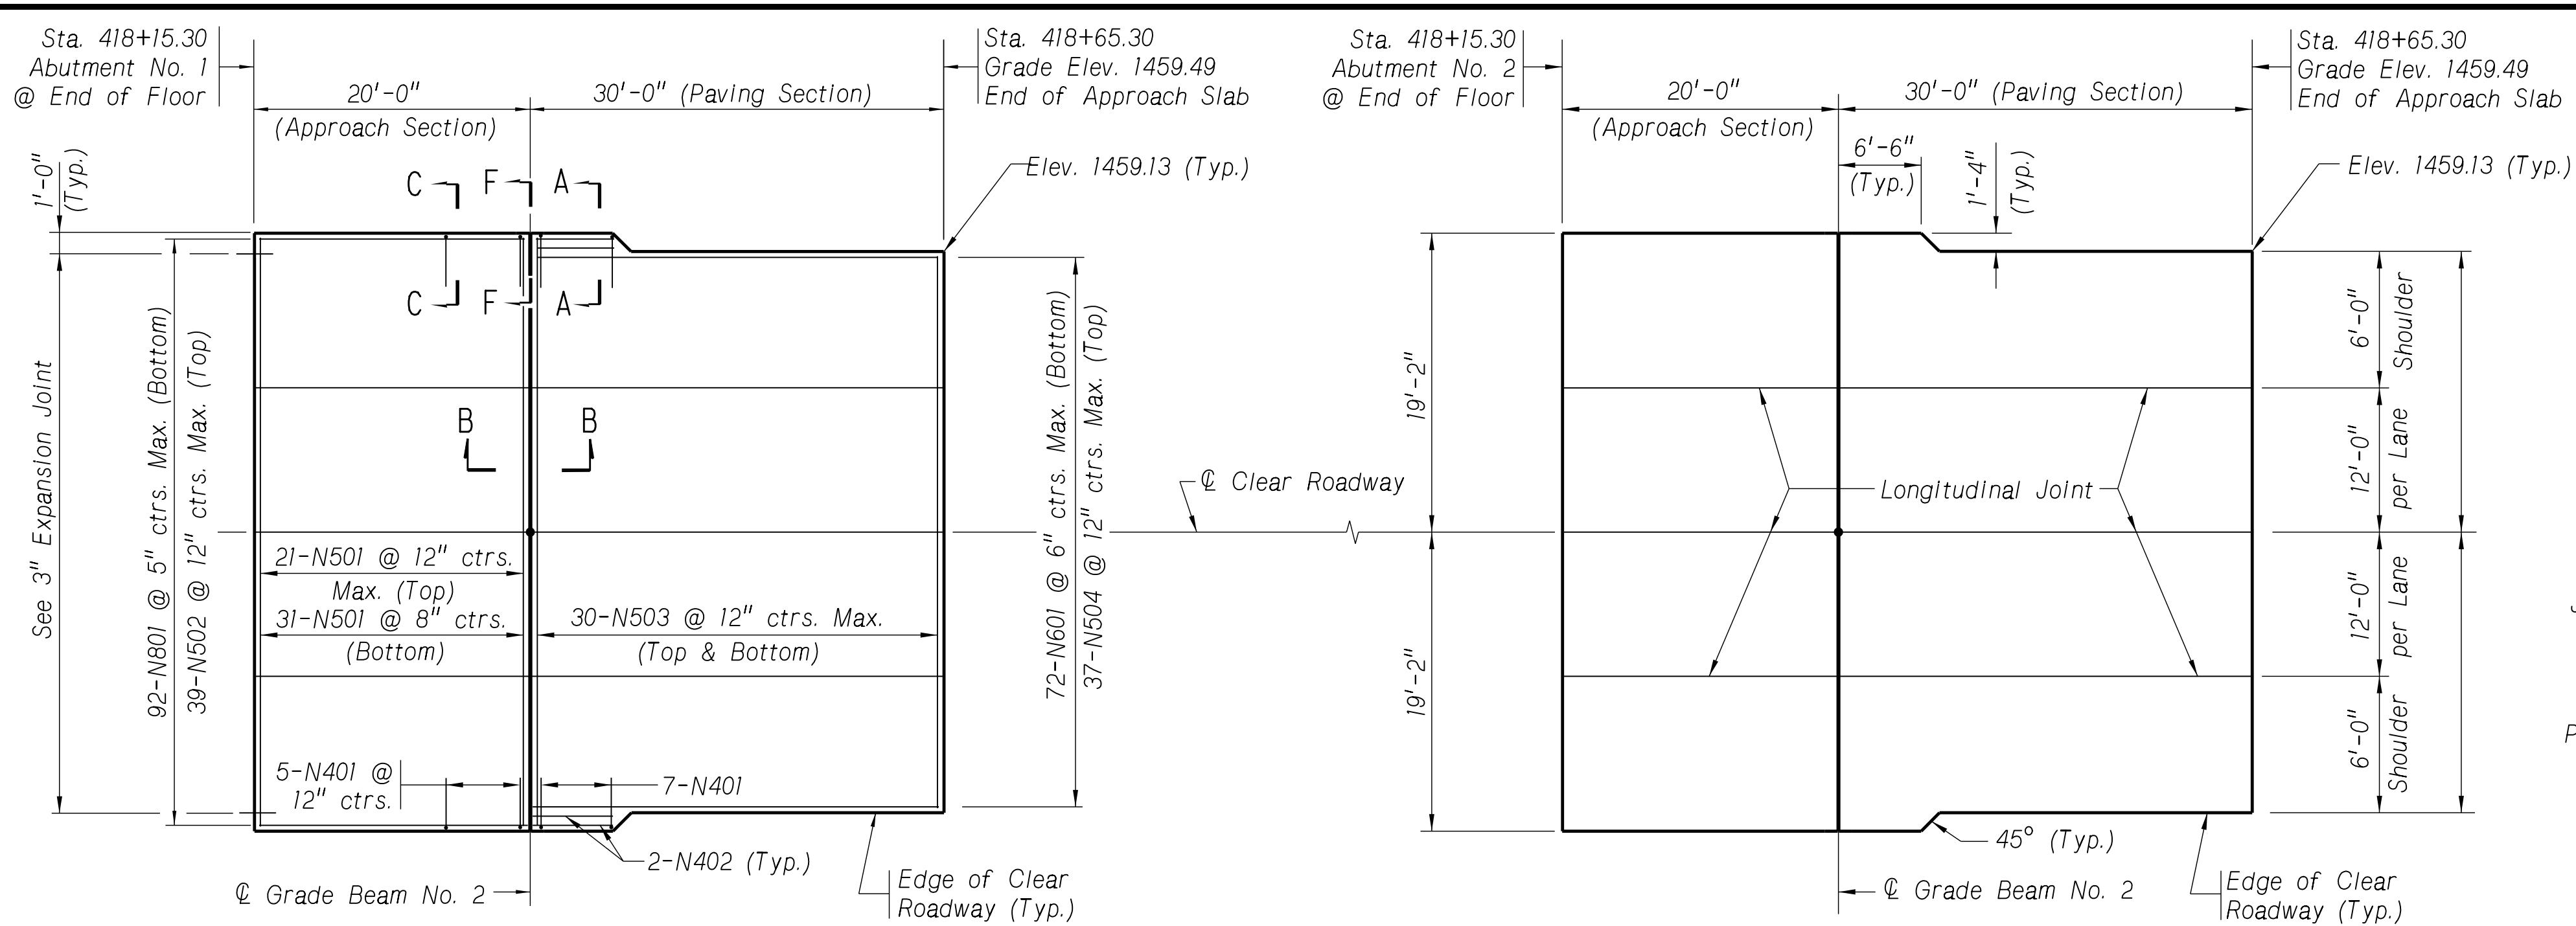 Sta. 418+15.30
Abutment No. 1
@ End of Floor
20'-0"
(Approach Section)
30'-0" (Paving Section)
Sta. 418+65.30
Grade Elev. 1459.49
End of Approach Slab
Elev. 1459.13 (Typ.)
1'-0"
(Typ.)
C
F
A
C
F
A
B
B
See 3" Expansion Joint
92-N801 @ 5" ctrs. Max. (Bottom)
39-N502 @ 12" ctrs. Max. (Top)
21-N501 @ 12" ctrs.
Max. (Top)
31-N501 @ 8" ctrs.
(Bottom)
30-N503 @ 12" ctrs. Max.
(Top & Bottom)
72-N601 @ 6" ctrs. Max. (Bottom)
37-N504 @ 12" ctrs. Max. (Top)
5-N401 @
12" ctrs.
7-N401
2-N402 (Typ.)
℄ Grade Beam No. 2
Edge of Clear
Roadway (Typ.)
℄ Clear Roadway
Sta. 418+15.30
Abutment No. 2
@ End of Floor
20'-0"
(Approach Section)
30'-0" (Paving Section)
Sta. 418+65.30
Grade Elev. 1459.49
End of Approach Slab
Elev. 1459.13 (Typ.)
6'-6"
(Typ.)
1'-4"
(Typ.)
19'-2"
19'-2"
Longitudinal Joint
6'-0"
Shoulder
12'-0"
per Lane
12'-0"
per Lane
6'-0"
Shoulder
45° (Typ.)
℄ Grade Beam No. 2
Edge of Clear
Roadway (Typ.)
P